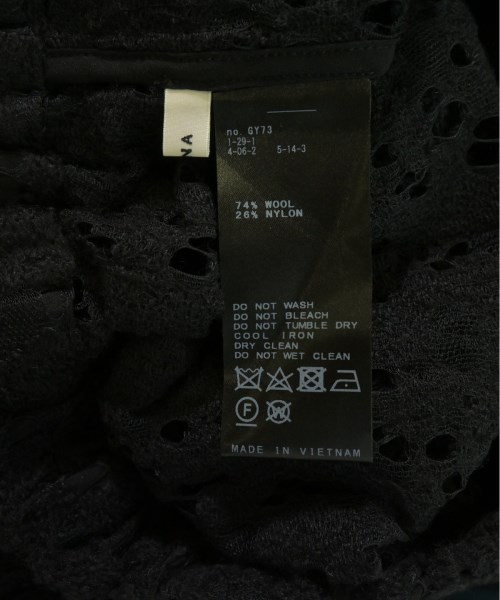 NA
no. GY73
1-29-1
4-06-2 5-14-3
74% WOOL
26% NYLON
DO NOT WASH
DO NOT BLEACH
DO NOT TUMBLE DRY
COOL IRON
DRY CLEAN
DO NOT WET CLEAN
F W
MADE IN VIETNAM